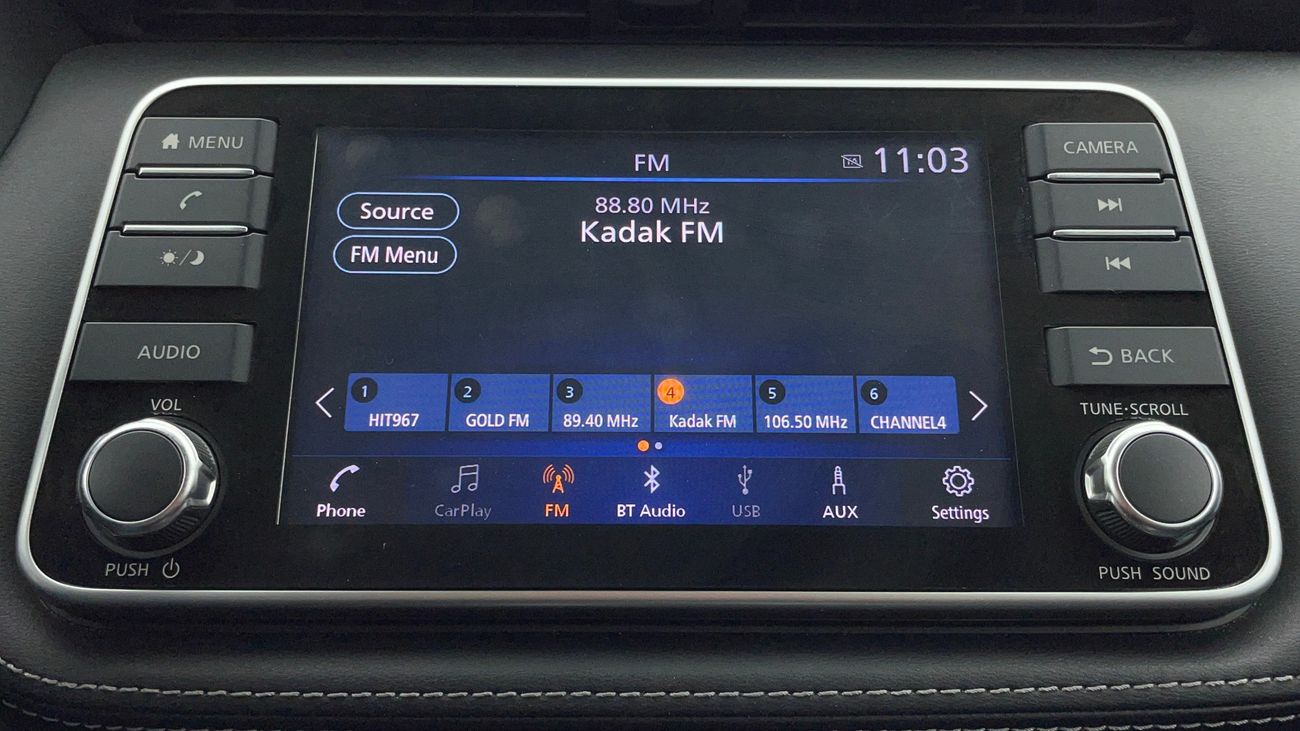 MENU
AUDIO
VOL
PUSH
FM
TA
11:03
Source
88.80 MHz
Kadak FM
FM Menu
1
HIT967
2
GOLD FM
3
89.40 MHz
4
Kadak FM
5
106.50 MHz
6
CHANNEL4
Phone
CarPlay
FM
BT Audio
USB
AUX
Settings
CAMERA
BACK
TUNE·SCROLL
PUSH SOUND